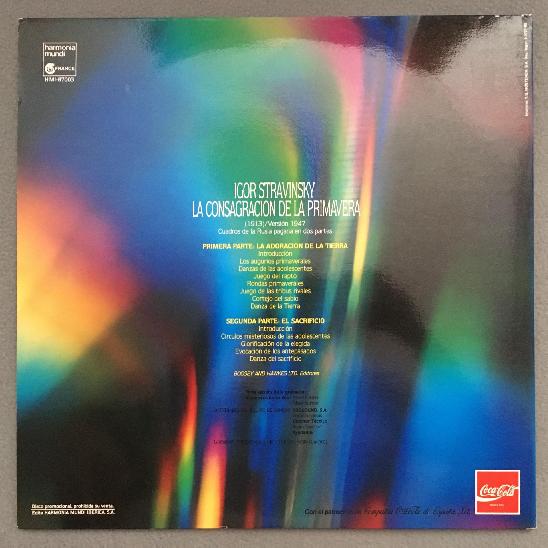 harmonia
mundi
FRANCE
HMI-87003
IGOR STRAVINSKY
LA CONSAGRACION DE LA PRIMAVERA
(1913)/Versión 1947
Cuadros de la Rusia pagana en dos partes
PRIMERA PARTE: LA ADORACION DE LA TIERRA
Introducción
Los augurios primaverales
Danzas de las adolescentes
Juego del rapto
Rondas primaverales
Juego de las tribus rivales
Cortejo del sabio
Danza de la Tierra
SEGUNDA PARTE: EL SACRIFICIO
Introducción
Círculos misteriosos de las adolescentes
Glorificación de la elegida
Evocación de los antepasados
Danza del sacrificio
BOOSEY AND HAWKES LTD. Editores
Disco promocional, prohibida su venta.
Edita HARMONIA MUNDI IBERICA S.A.
Con el patrocinio de Compañía Coca-Cola de España, S.A.
Coca-Cola